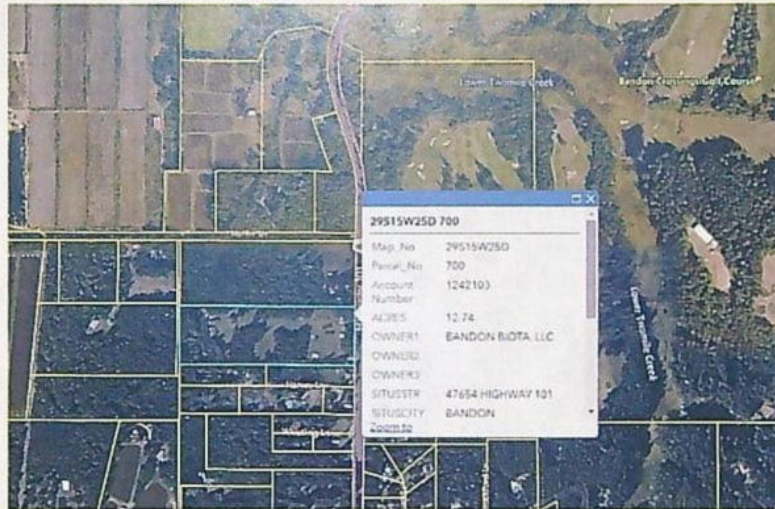 Lower Twomile Creek
Bandon Crossings Golf Course
29S15W25D 700
Map_No 29S15W25D
Parcel_No 700
Account Number 1242103
ACRES 12.74
OWNER1 BANDON BIOTA, LLC
OWNER2
OWNER3
SITUSSTR 47654 HIGHWAY 101
SITUSCITY BANDON
Zoom to
Lower Twomile Creek